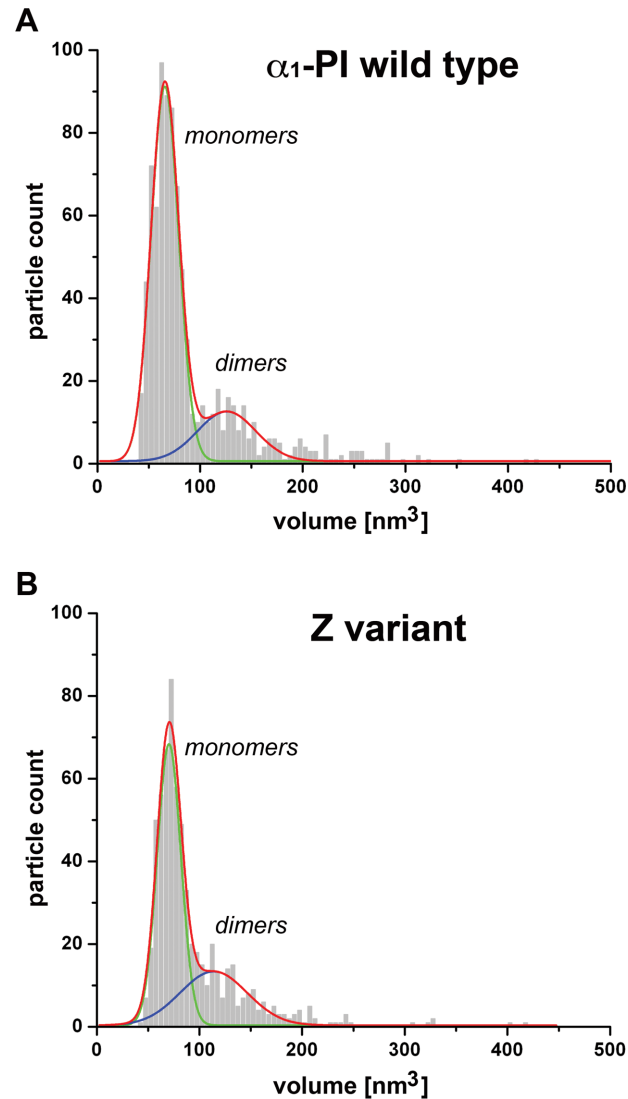 A
α1-PI wild type
monomers
dimers
particle count
100
80
60
40
20
0
0 100 200 300 400 500
volume [nm3]
B
Z variant
monomers
dimers
particle count
100
80
60
40
20
0
0 100 200 300 400 500
volume [nm3]